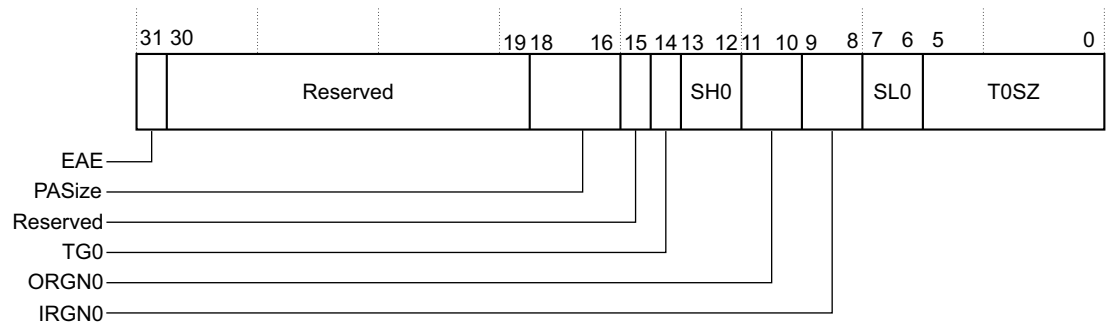 31 30 19 18 16 15 14 13 12 11 10 9 8 7 6 5 0
Reserved SH0 SL0 T0SZ
EAE
PASize
Reserved
TG0
ORGN0
IRGN0